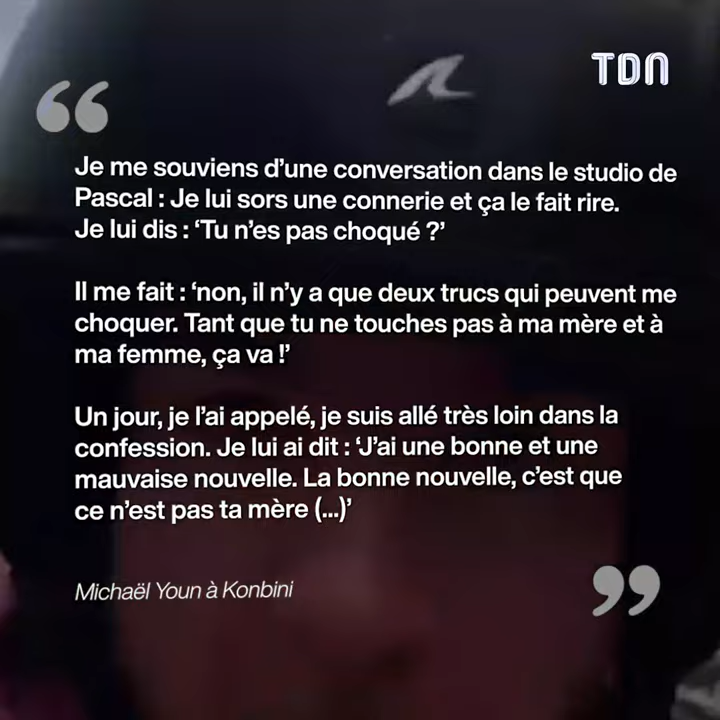 TDN
“
Je me souviens d’une conversation dans le studio de
Pascal : Je lui sors une connerie et ça le fait rire.
Je lui dis : ‘Tu n’es pas choqué ?’
Il me fait : ‘non, il n’y a que deux trucs qui peuvent me
choquer. Tant que tu ne touches pas à ma mère et à
ma femme, ça va !’
Un jour, je l’ai appelé, je suis allé très loin dans la
confession. Je lui ai dit : ‘J’ai une bonne et une
mauvaise nouvelle. La bonne nouvelle, c’est que
ce n’est pas ta mère (...)’
Michaël Youn à Konbini
”